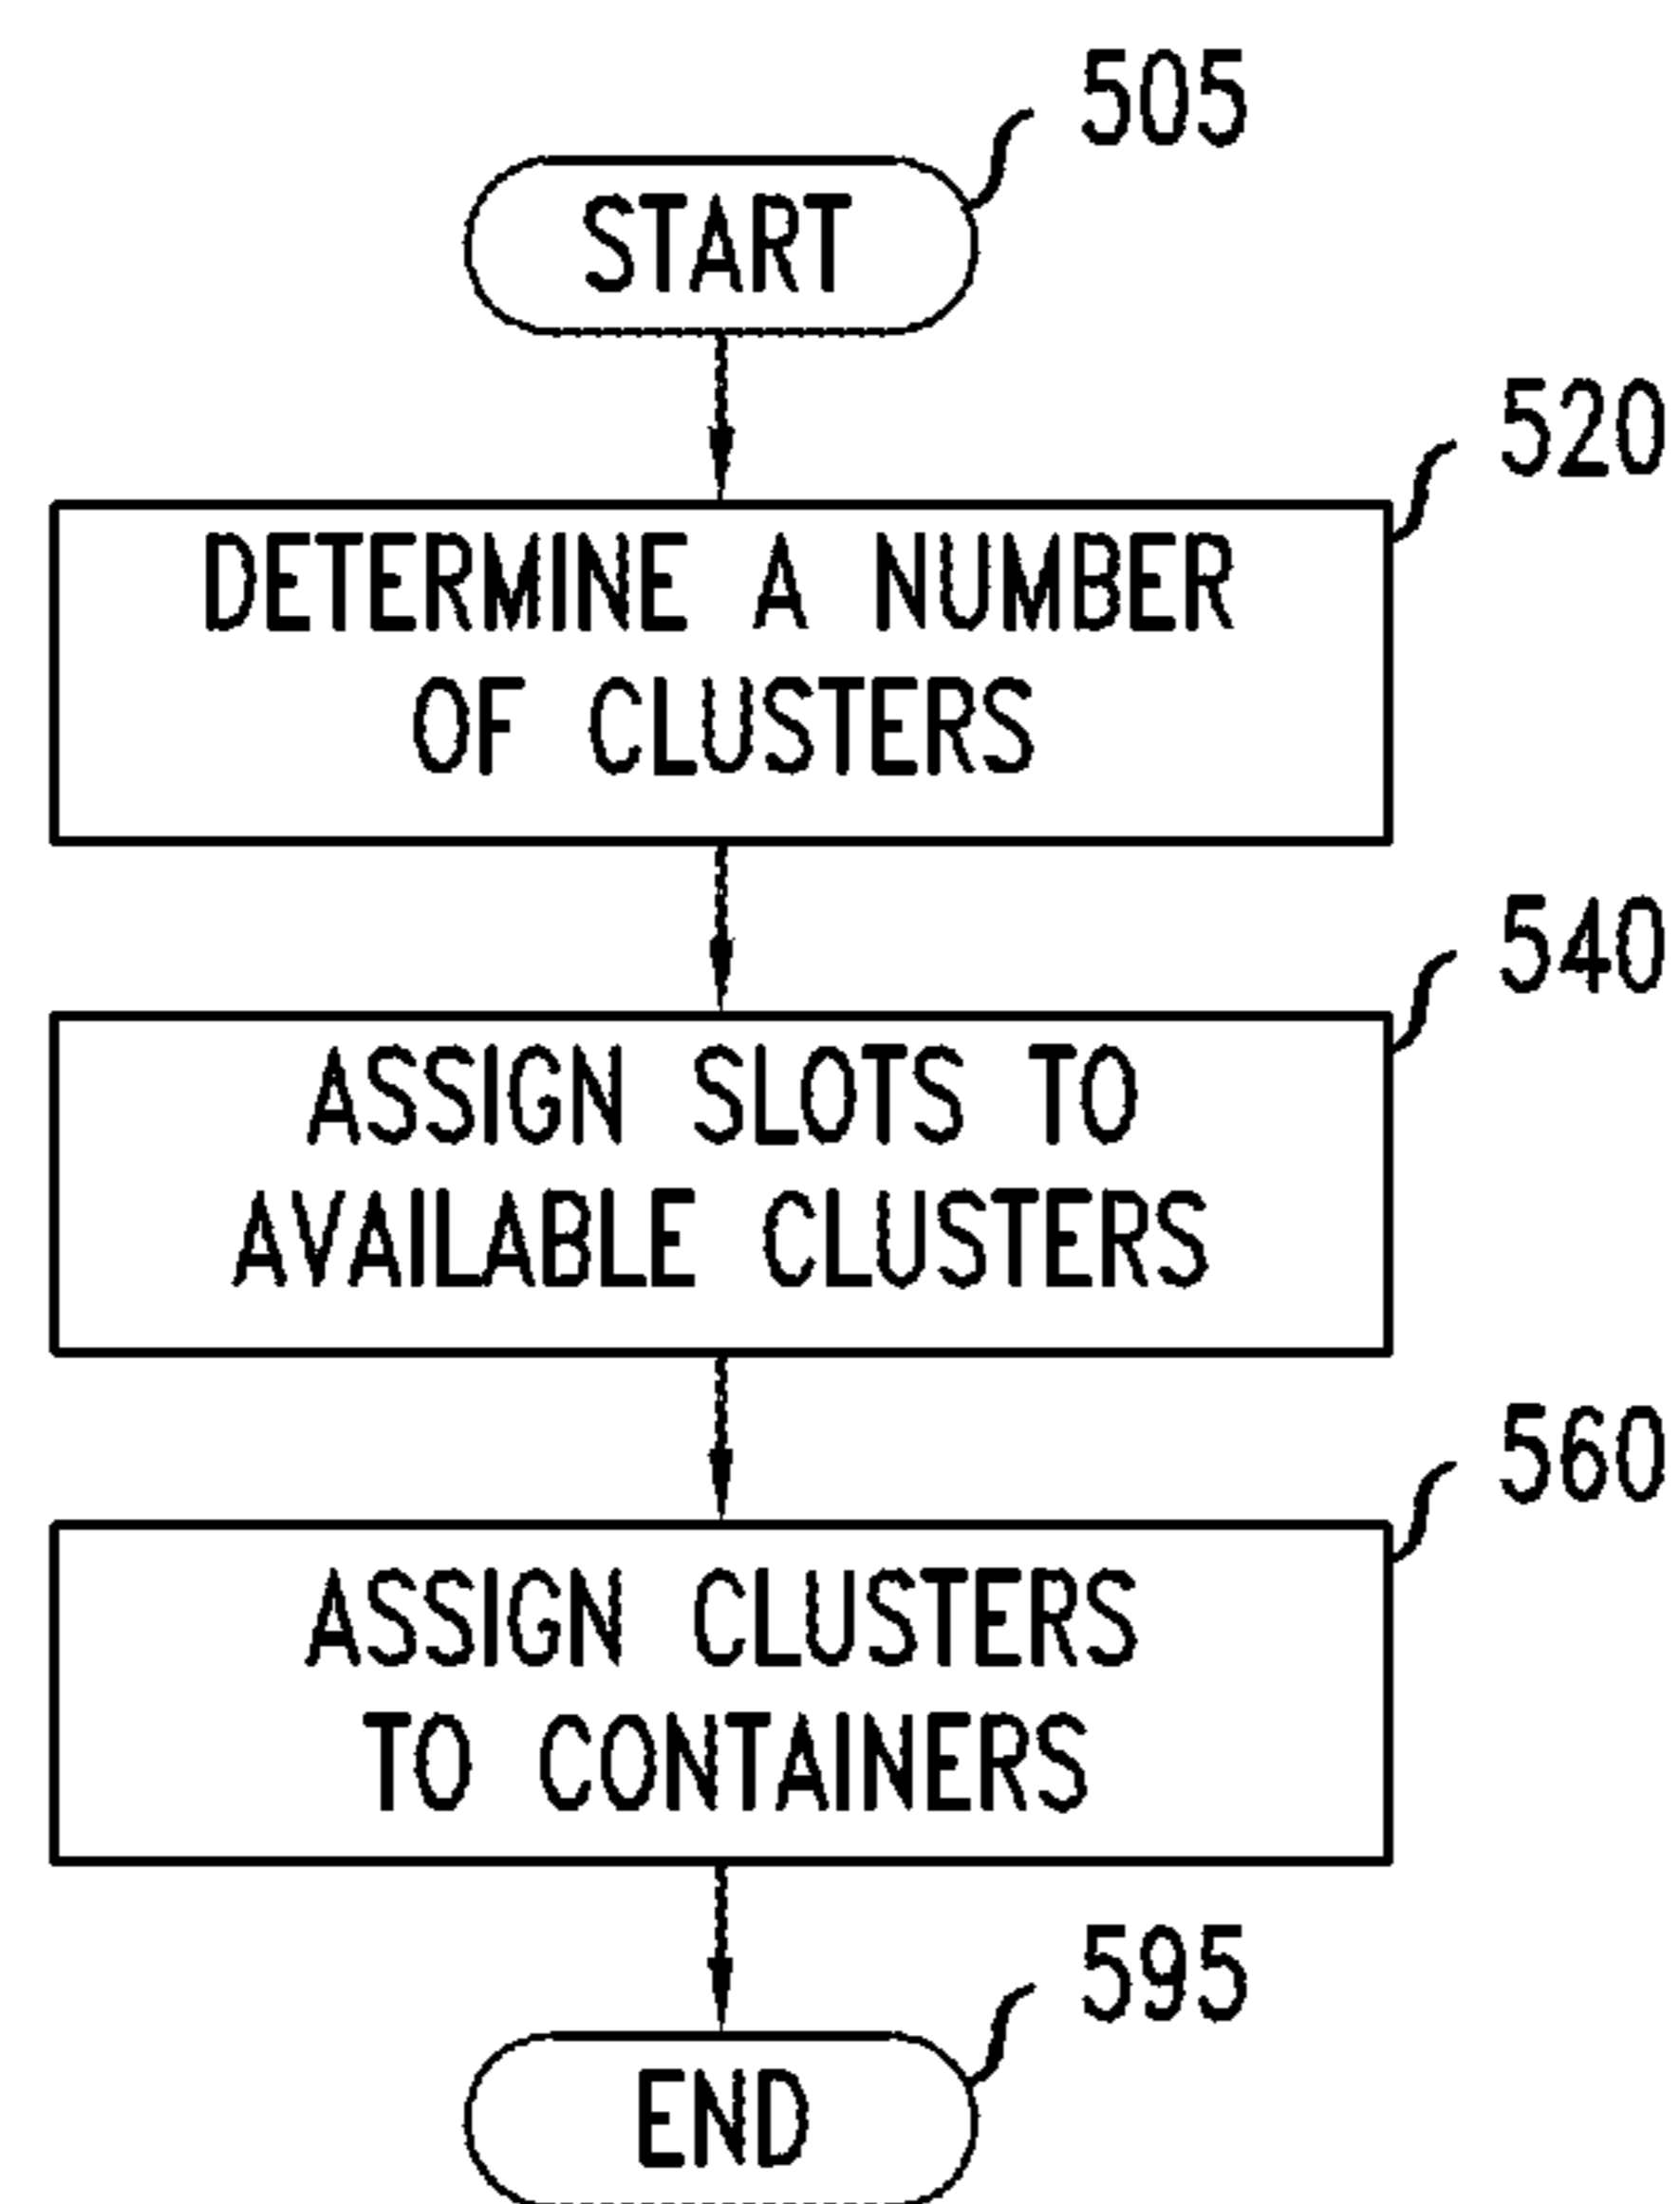 505
START
520
DETERMINE A NUMBER
OF CLUSTERS
540
ASSIGN SLOTS TO
AVAILABLE CLUSTERS
560
ASSIGN CLUSTERS
TO CONTAINERS
595
END